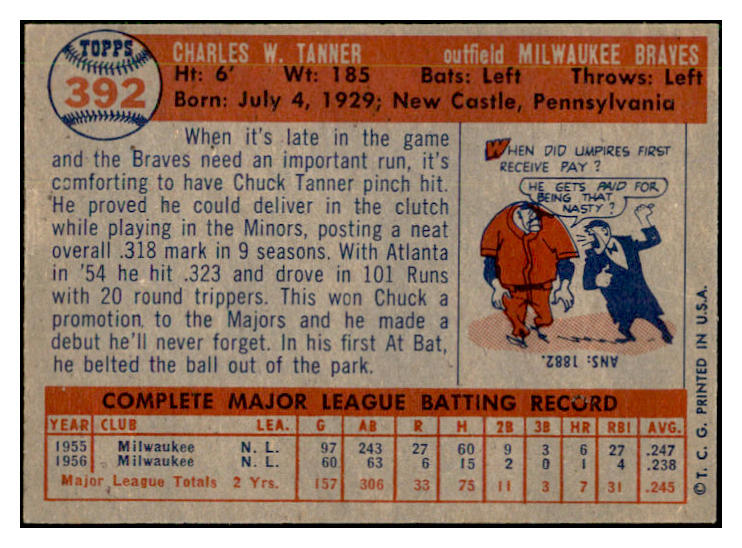 TOPPS
392
CHARLES W. TANNER outfield MILWAUKEE BRAVES
Ht: 6' Wt: 185 Bats: Left Throws: Left
Born: July 4, 1929; New Castle, Pennsylvania
When it's late in the game
and the Braves need an important run, it's
comforting to have Chuck Tanner pinch hit.
He proved he could deliver in the clutch
while playing in the Minors, posting a neat
overall .318 mark in 9 seasons. With Atlanta
in '54 he hit .323 and drove in 101 Runs
with 20 round trippers. This won Chuck a
promotion to the Majors and he made a
debut he'll never forget. In his first At Bat,
he belted the ball out of the park.
WHEN DID UMPIRES FIRST
RECEIVE PAY?
HE GETS PAID FOR
BEING THAT
NASTY?
ANS: 1882.
©T. C. G. PRINTED IN U.S.A.
COMPLETE MAJOR LEAGUE BATTING RECORD
YEAR CLUB LEA. G AB R H 2B 3B HR RBI AVG.
1955 Milwaukee N. L. 97 243 27 60 9 3 6 27 .247
1956 Milwaukee N. L. 60 63 6 15 2 0 1 4 .238
Major League Totals 2 Yrs. 157 306 33 75 11 3 7 31 .245